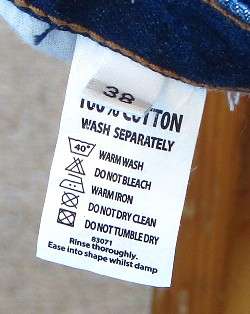 38
100% COTTON
WASH SEPARATELY
40° WARM WASH
DO NOT BLEACH
WARM IRON
DO NOT DRY CLEAN
DO NOT TUMBLE DRY
83071
Rinse thoroughly.
Ease into shape whilst damp